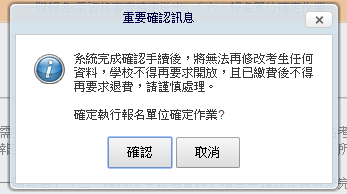 重要確認訊息
系統完成確認手續後，將無法再修改考生任何
資料，學校不得再要求開放，且已繳費後不得
再要求退費，請謹慎處理。
確定執行報名單位確定作業?
確認
取消